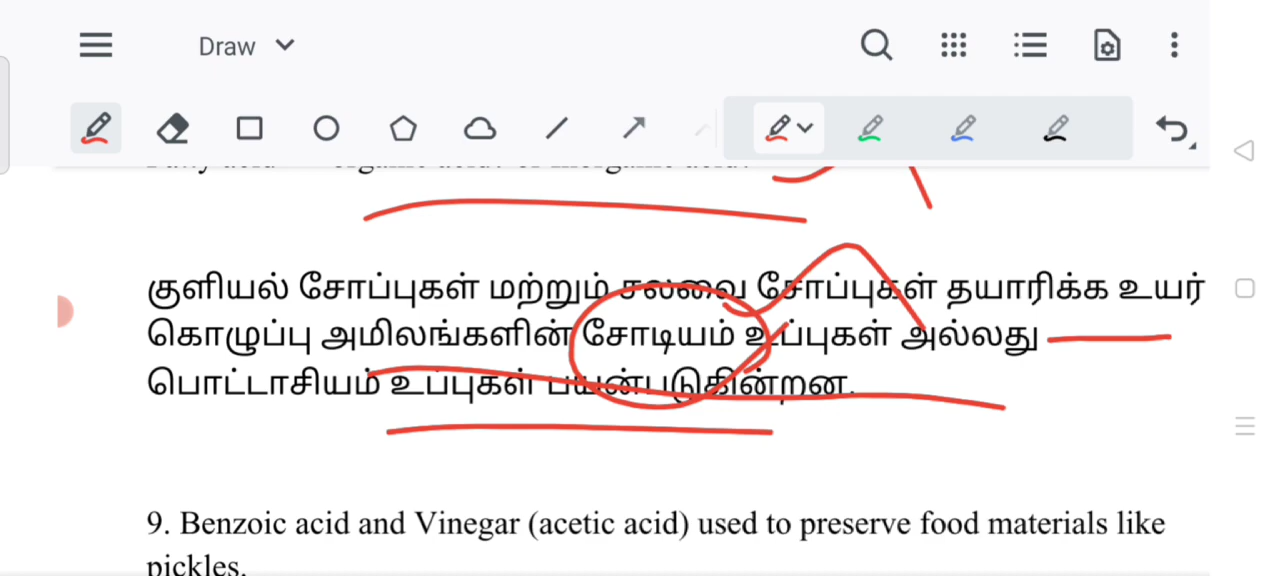 Draw
குளியல் சோப்புகள் மற்றும் சலவை சோப்புகள் தயாரிக்க உயர்
கொழுப்பு அமிலங்களின் சோடியம் உப்புகள் அல்லது
பொட்டாசியம் உப்புகள் பயன்படுகின்றன.
9. Benzoic acid and Vinegar (acetic acid) used to preserve food materials like
pickles.